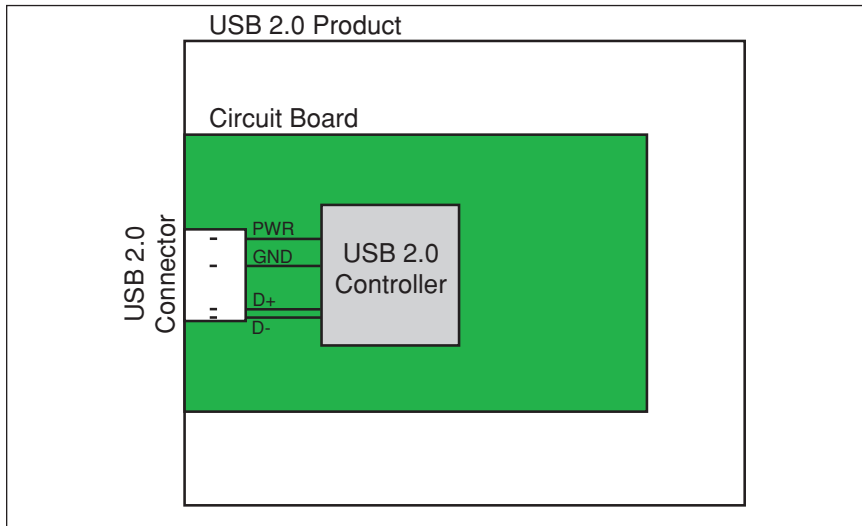 USB 2.0 Product
Circuit Board
USB 2.0
Connector
PWR
GND
D+
D-
USB 2.0
Controller